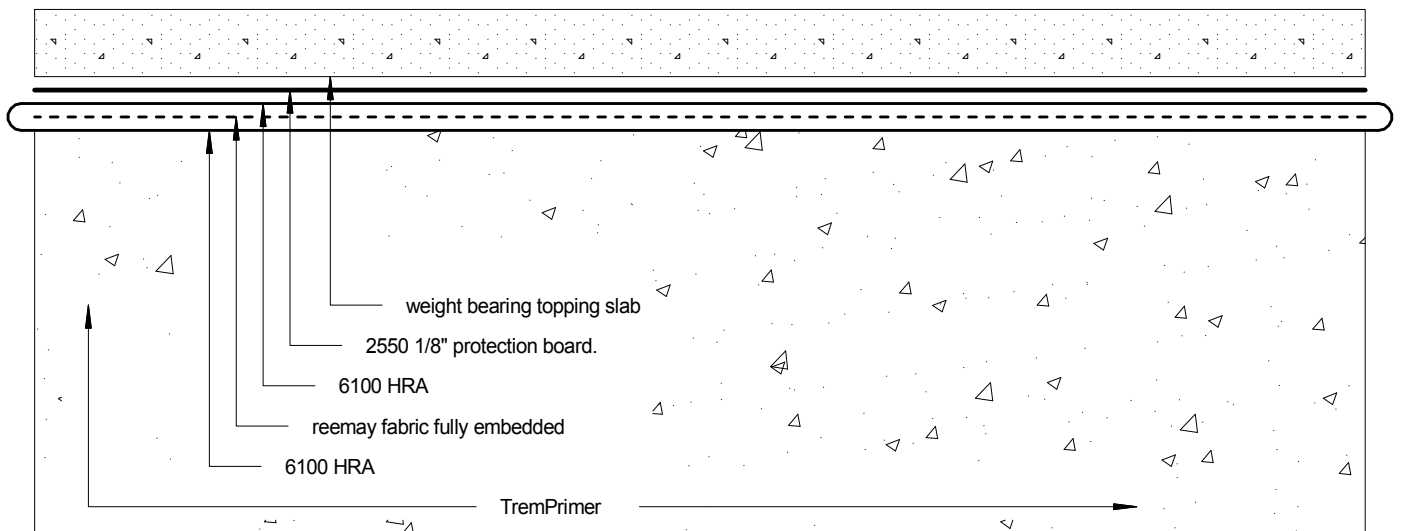 weight bearing topping slab
2550 1/8" protection board.
6100 HRA
reemay fabric fully embedded
6100 HRA
TremPrimer